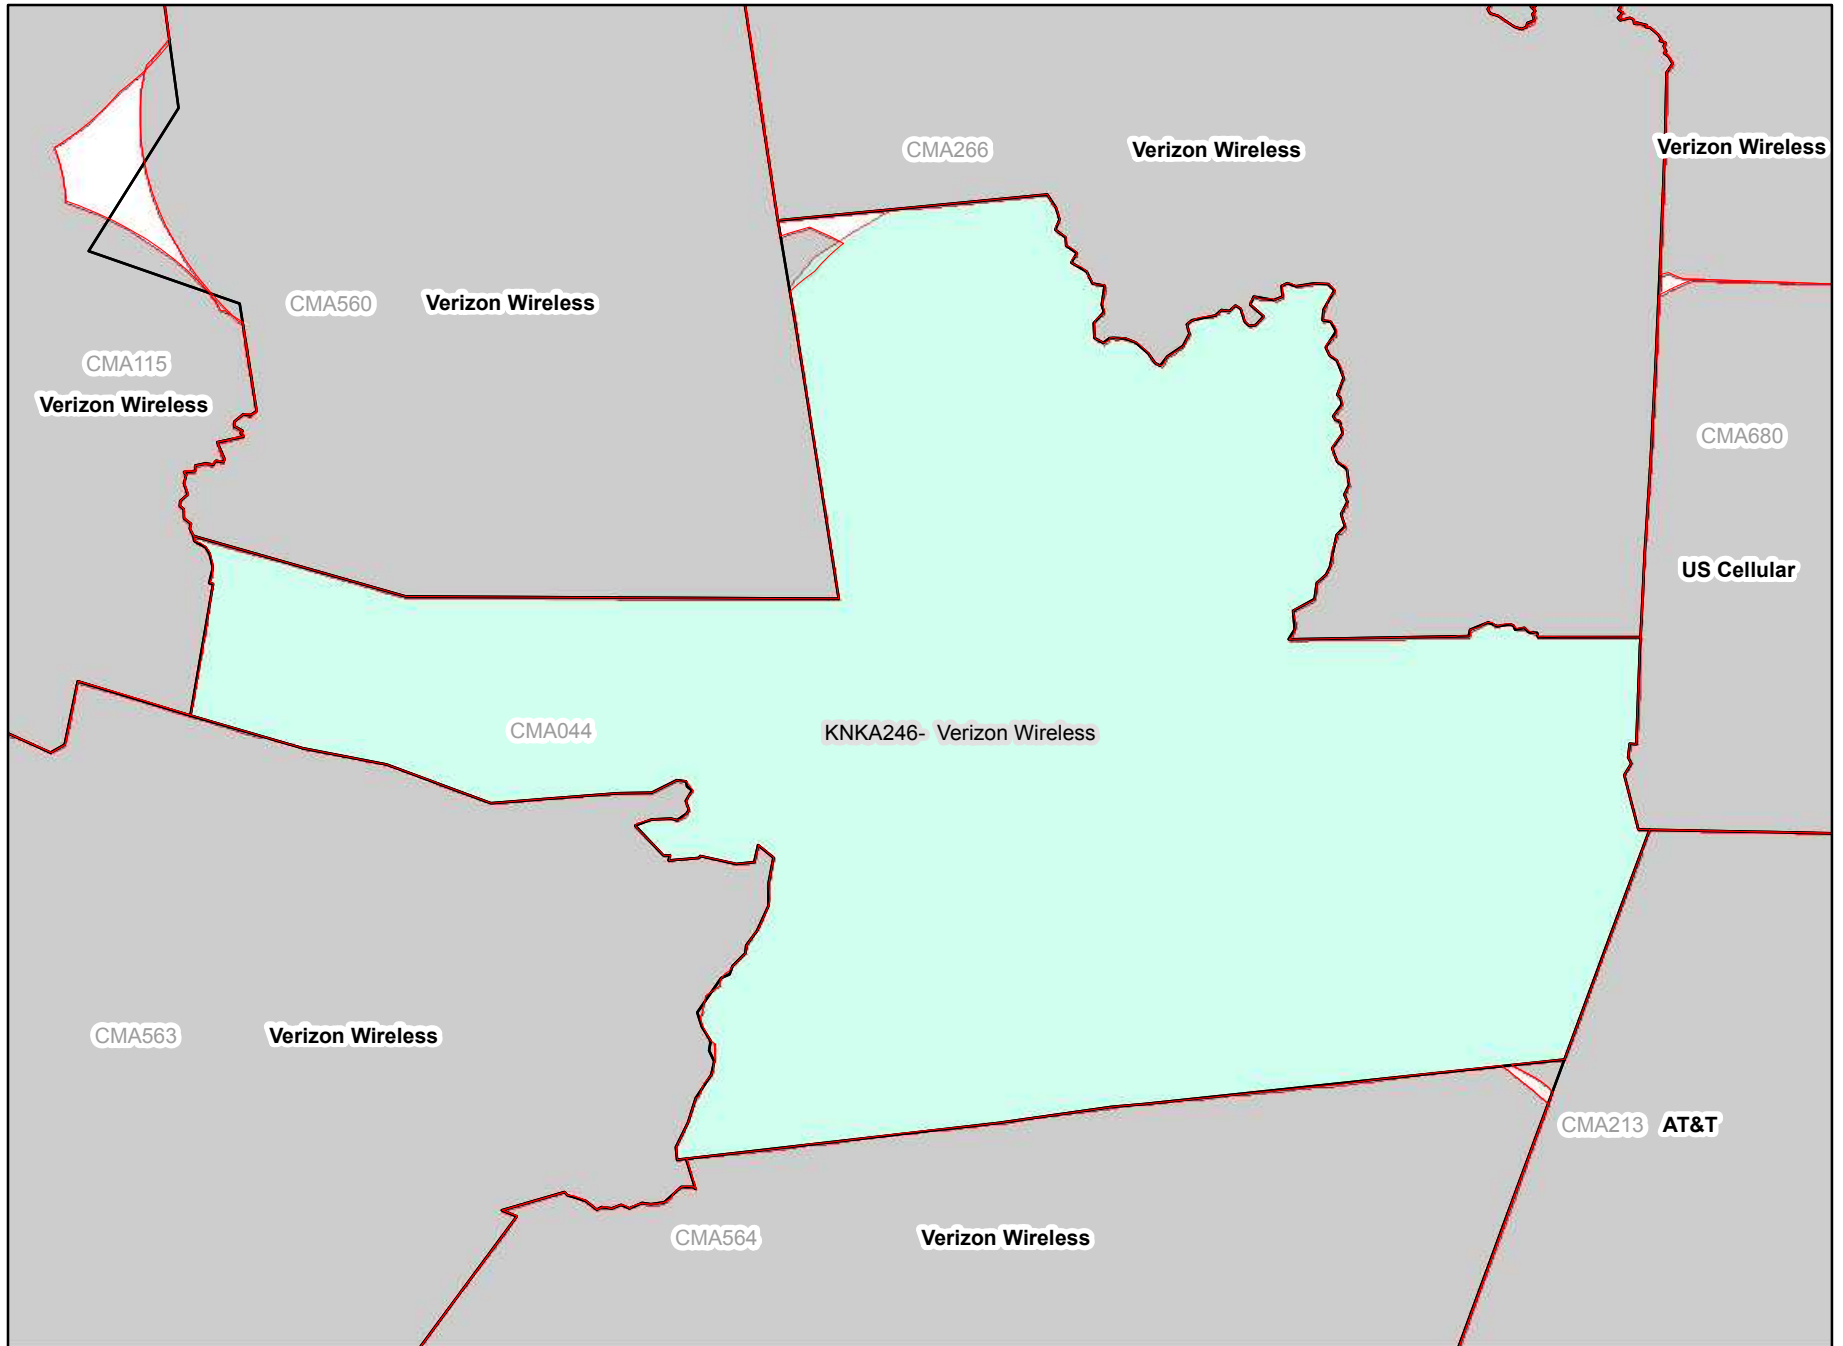 CMA266 Verizon Wireless
Verizon Wireless
CMA560 Verizon Wireless
CMA115
Verizon Wireless
CMA680
US Cellular
CMA044 KNKA246- Verizon Wireless
CMA563 Verizon Wireless
CMA213 AT&T
CMA564 Verizon Wireless